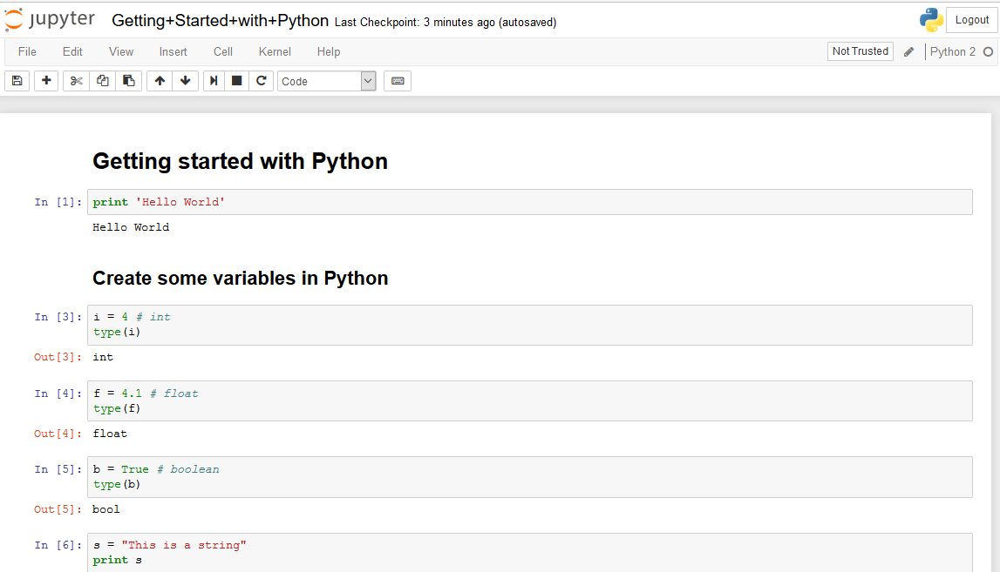 jupyter Getting+Started+with+Python Last Checkpoint: 3 minutes ago (autosaved) Logout
File Edit View Insert Cell Kernel Help Not Trusted Python 2
Code
Getting started with Python
In [1]: print 'Hello World'
Hello World
Create some variables in Python
In [3]: i = 4 # int
type(i)
Out[3]: int
In [4]: f = 4.1 # float
type(f)
Out[4]: float
In [5]: b = True # boolean
type(b)
Out[5]: bool
In [6]: s = "This is a string"
print s